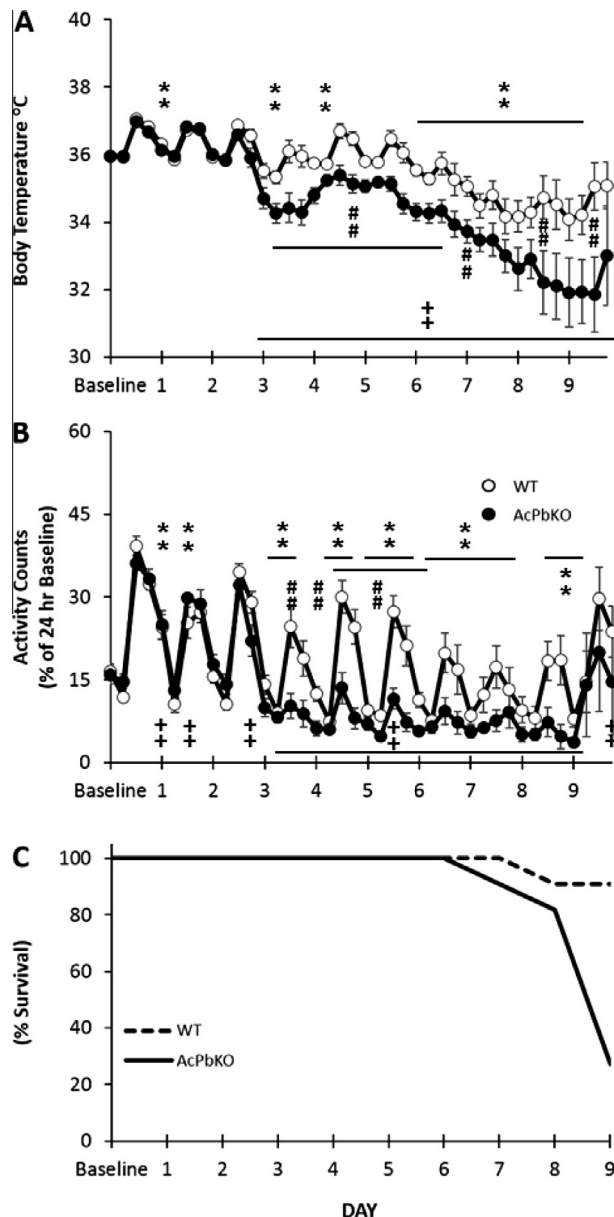 A
Body Temperature °C
40
38
36
34
32
30
* * * * * * * *
# # # # # # # #
+ +
Baseline 1 2 3 4 5 6 7 8 9
B
Activity Counts
(% of 24 hr Baseline)
60
45
30
15
0
WT
AcPbKO
* * * * * * * * * * * * * *
# # # # # #
+ + + + + + + + + +
Baseline 1 2 3 4 5 6 7 8 9
C
(% Survival)
100
80
60
40
20
0
WT
AcPbKO
Baseline 1 2 3 4 5 6 7 8 9
DAY